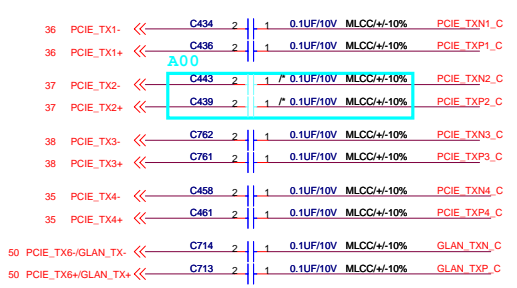 36 PCIE_TX1- C434 2 1 0.1UF/10V MLCC/+/-10% PCIE_TXN1_C
36 PCIE_TX1+ C436 2 1 0.1UF/10V MLCC/+/-10% PCIE_TXP1_C
A00
37 PCIE_TX2- C443 2 1 /* 0.1UF/10V MLCC/+/-10% PCIE_TXN2_C
37 PCIE_TX2+ C439 2 1 /* 0.1UF/10V MLCC/+/-10% PCIE_TXP2_C
38 PCIE_TX3- C762 2 1 0.1UF/10V MLCC/+/-10% PCIE_TXN3_C
38 PCIE_TX3+ C761 2 1 0.1UF/10V MLCC/+/-10% PCIE_TXP3_C
35 PCIE_TX4- C458 2 1 0.1UF/10V MLCC/+/-10% PCIE_TXN4_C
35 PCIE_TX4+ C461 2 1 0.1UF/10V MLCC/+/-10% PCIE_TXP4_C
50 PCIE_TX6-/GLAN_TX- C714 2 1 0.1UF/10V MLCC/+/-10% GLAN_TXN_C
50 PCIE_TX6+/GLAN_TX+ C713 2 1 0.1UF/10V MLCC/+/-10% GLAN_TXP_C